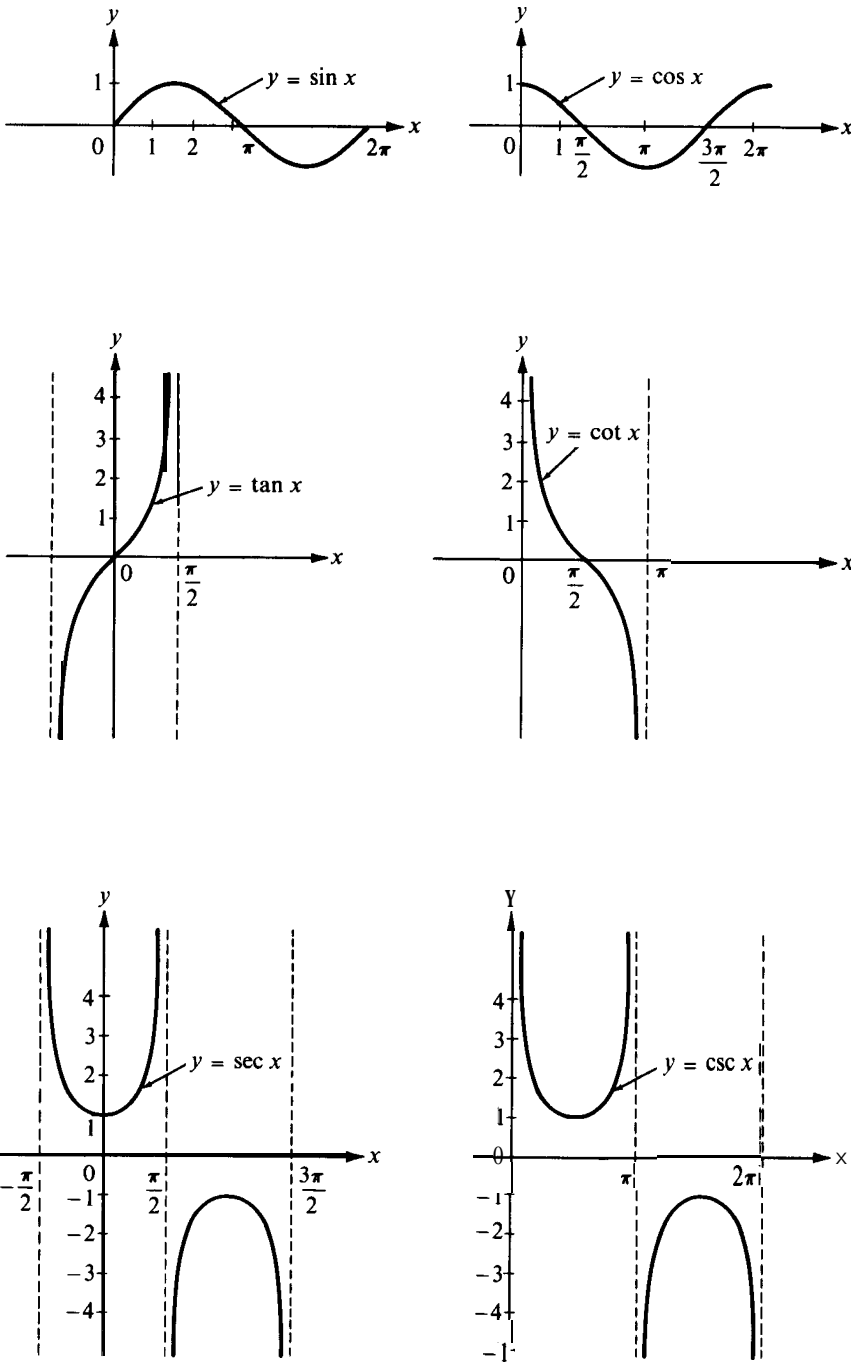 y y
y = sin x y = cos x
1 1
x x
0 1 2 π 2π 0 1 π/2 π 3π/2 2π
y y
4 4
3 3 y = cot x
2 y = tan x 2
1 1
x x
0 π/2 0 π/2 π
y Y
4 4
3 3
2 y = sec x 2 y = csc x
1 1
x 0 x
-π/2 0 π/2 3π/2 π 2π
-1 -1
-2 -2
-3 -3
-4 -4
-1